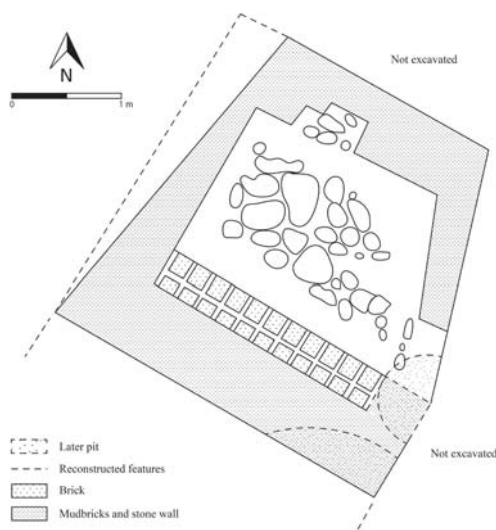 Not excavated
N
0 1 m
Later pit
Reconstructed features
Not excavated
Brick
Mudbricks and stone wall